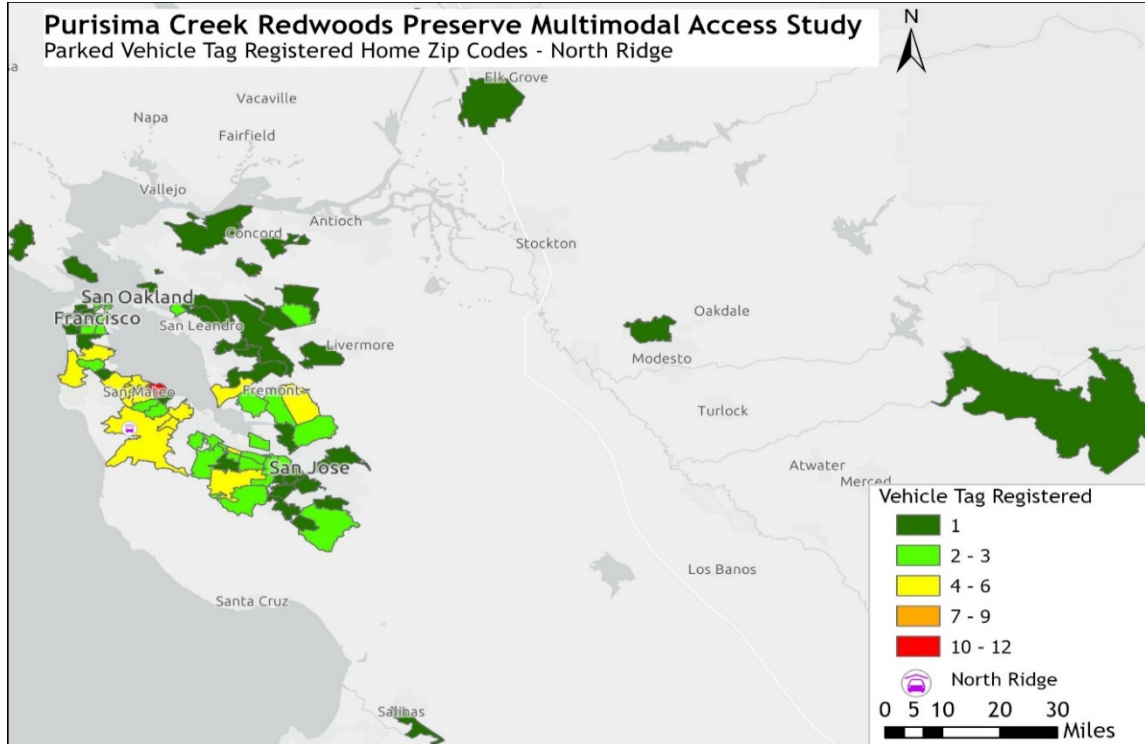 Purisima Creek Redwoods Preserve Multimodal Access Study
Parked Vehicle Tag Registered Home Zip Codes - North Ridge
N
sa
Elk Grove
Vacaville
Napa
Fairfield
Vallejo
Antioch
Concord
Stockton
San Oakland
Francisco
San Leandro
Oakdale
Livermore
Modesto
San Mateo
Fremont
Turlock
San Jose
Atwater
Merced
Los Banos
Santa Cruz
Salinas
Vehicle Tag Registered
1
2 - 3
4 - 6
7 - 9
10 - 12
North Ridge
0 5 10 20 30 Miles